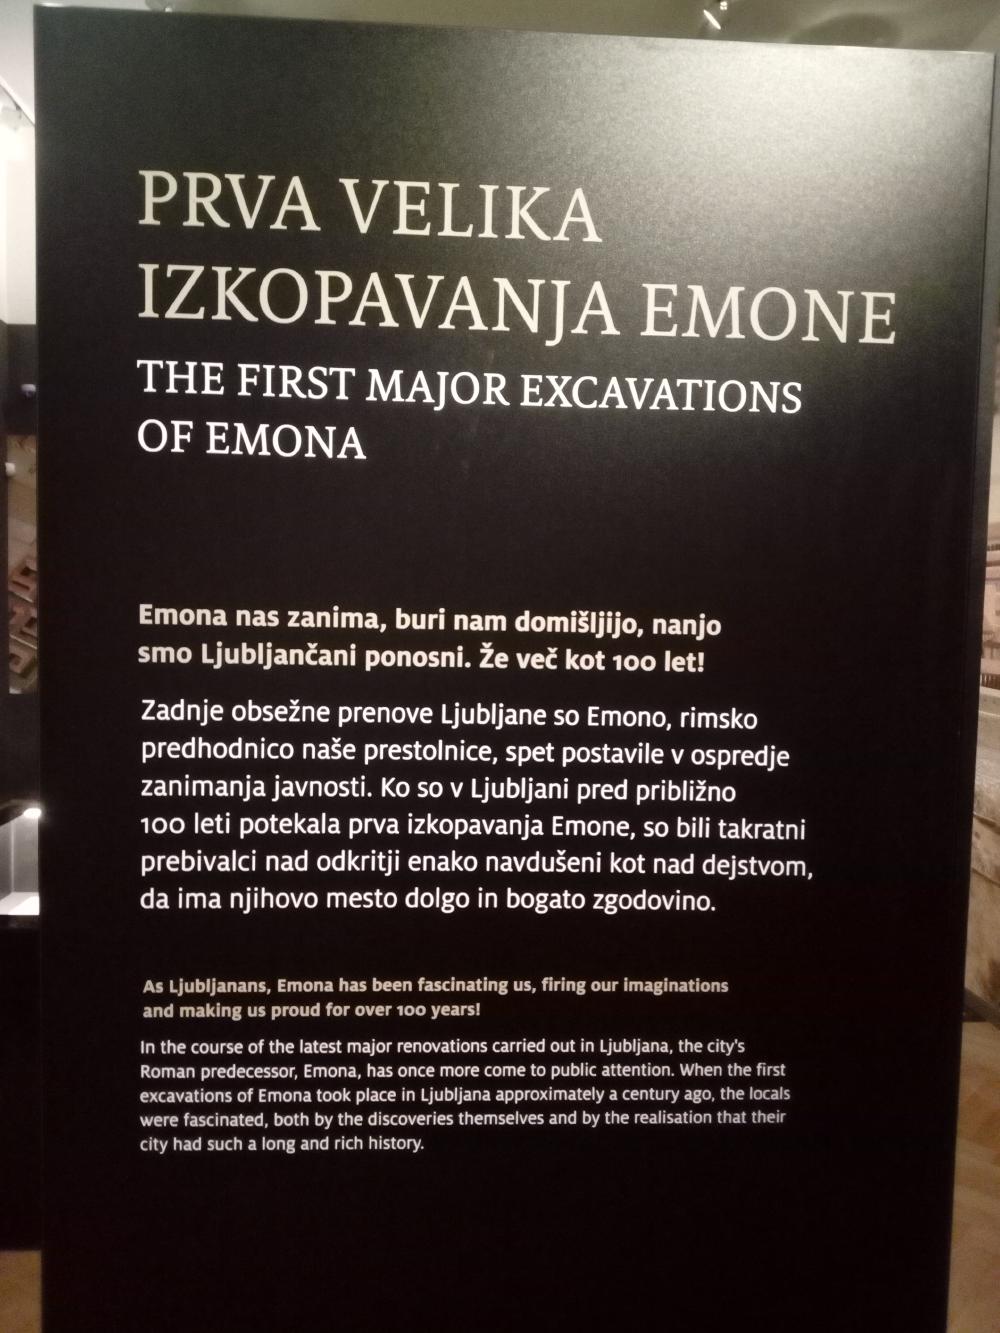 PRVA VELIKA
IZKOPAVANJA EMONE
THE FIRST MAJOR EXCAVATIONS
OF EMONA
Emona nas zanima, buri nam domišljijo, nanjo
smo Ljubljančani ponosni. Že več kot 100 let!
Zadnje obsežne prenove Ljubljane so Emono, rimsko
predhodnico naše prestolnice, spet postavile v ospredje
zanimanja javnosti. Ko so v Ljubljani pred približno
100 leti potekala prva izkopavanja Emone, so bili takratni
prebivalci nad odkritji enako navdušeni kot nad dejstvom,
da ima njihovo mesto dolgo in bogato zgodovino.
As Ljubljanans, Emona has been fascinating us, firing our imaginations
and making us proud for over 100 years!
In the course of the latest major renovations carried out in Ljubljana, the city's
Roman predecessor, Emona, has once more come to public attention. When the first
excavations of Emona took place in Ljubljana approximately a century ago, the locals
were fascinated, both by the discoveries themselves and by the realisation that their
city had such a long and rich history.